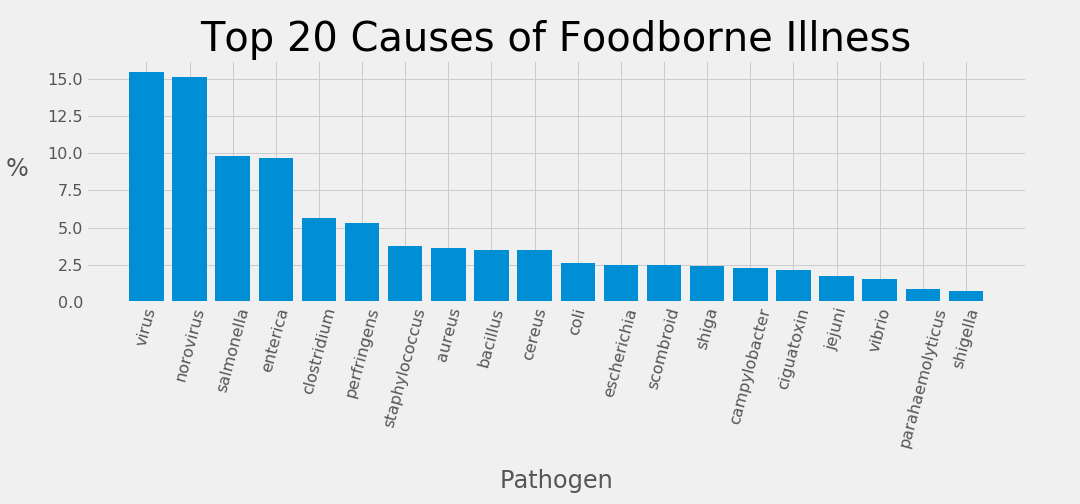 Top 20 Causes of Foodborne Illness
%
15.0
12.5
10.0
7.5
5.0
2.5
0.0
virus
norovirus
salmonella
enterica
clostridium
perfringens
staphylococcus
aureus
bacillus
cereus
coli
escherichia
scombroid
shiga
campylobacter
ciguatoxin
jejuni
vibrio
parahaemolyticus
shigella
Pathogen